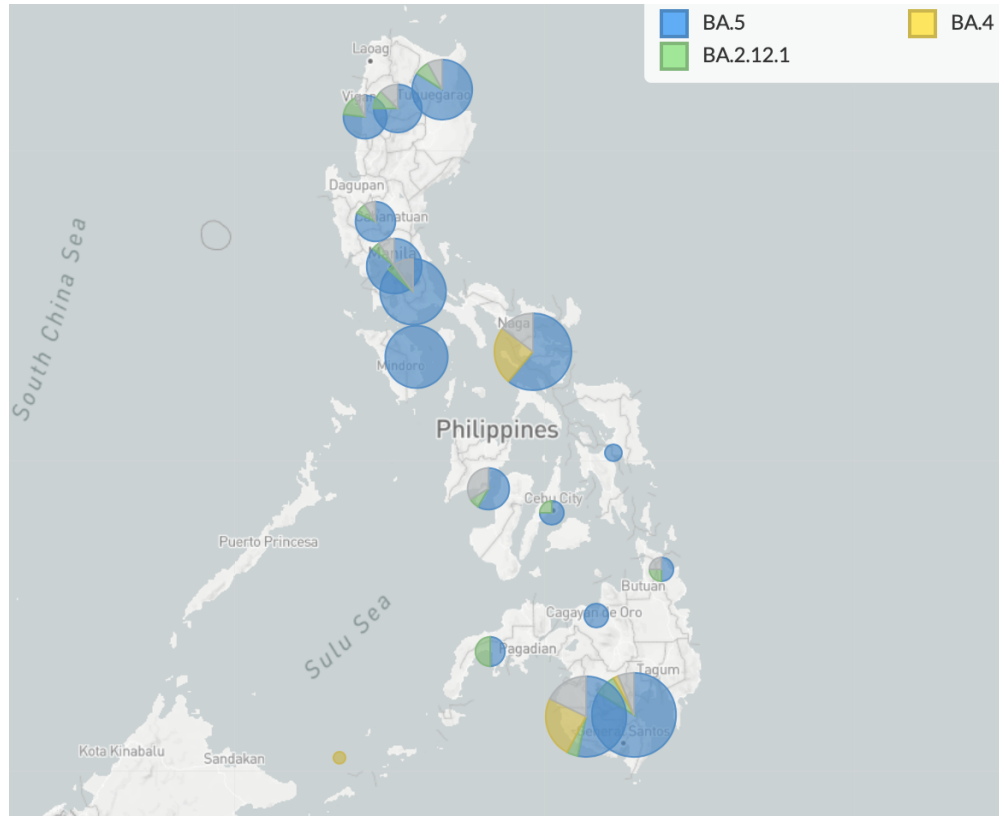 BA.5
BA.4
BA.2.12.1
Laoag
Vigan
Tuguegarao
Dagupan
Cabanatuan
Manila
South China Sea
Naga
Mindoro
Philippines
Cebu City
Puerto Princesa
Butuan
Cagayan de Oro
Sulu Sea
Pagadian
Tagum
General Santos
Kota Kinabalu
Sandakan